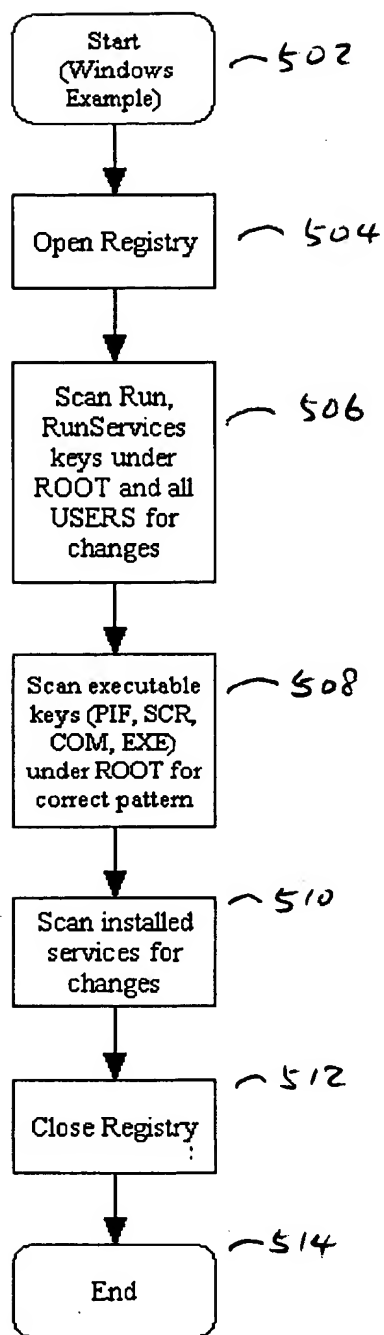 Start
(Windows
Example)
502
Open Registry
504
Scan Run,
RunServices
keys under
ROOT and all
USERS for
changes
506
Scan executable
keys (PIF, SCR,
COM, EXE)
under ROOT for
correct pattern
508
Scan installed
services for
changes
510
Close Registry
512
End
514